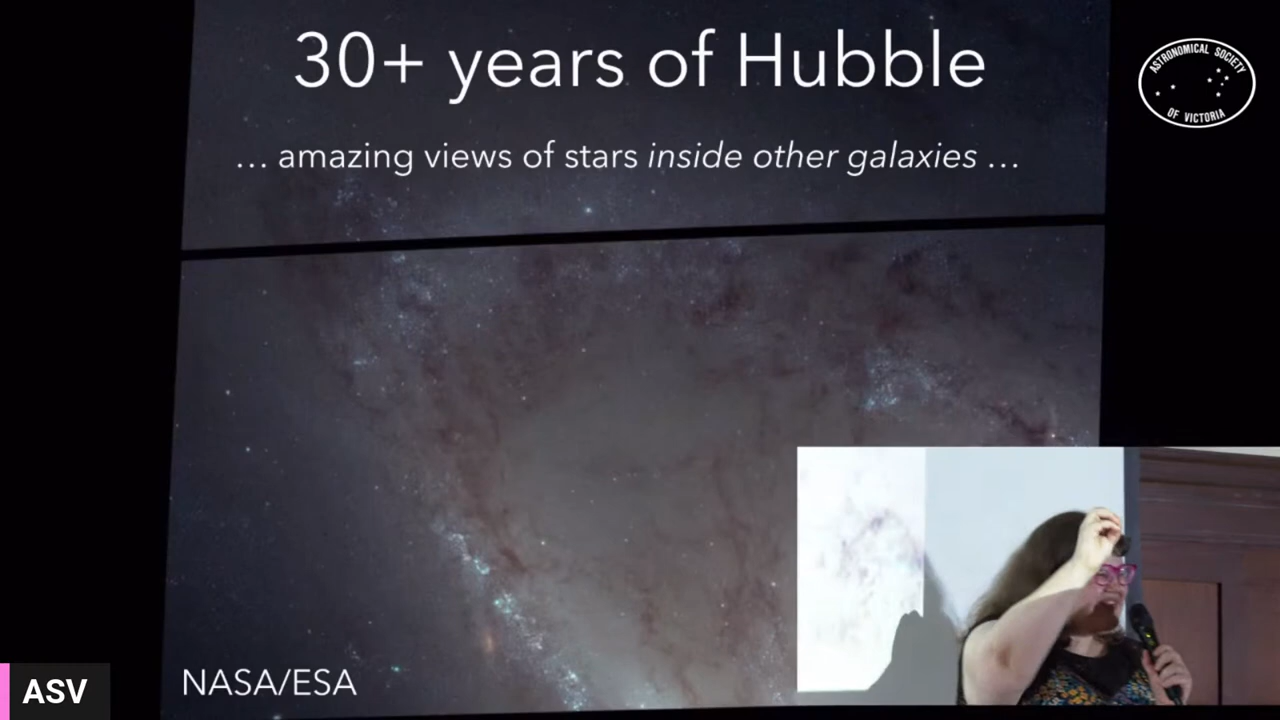 30+ years of Hubble
… amazing views of stars inside other galaxies …
ASTRONOMICAL SOCIETY
OF VICTORIA
NASA/ESA
ASV